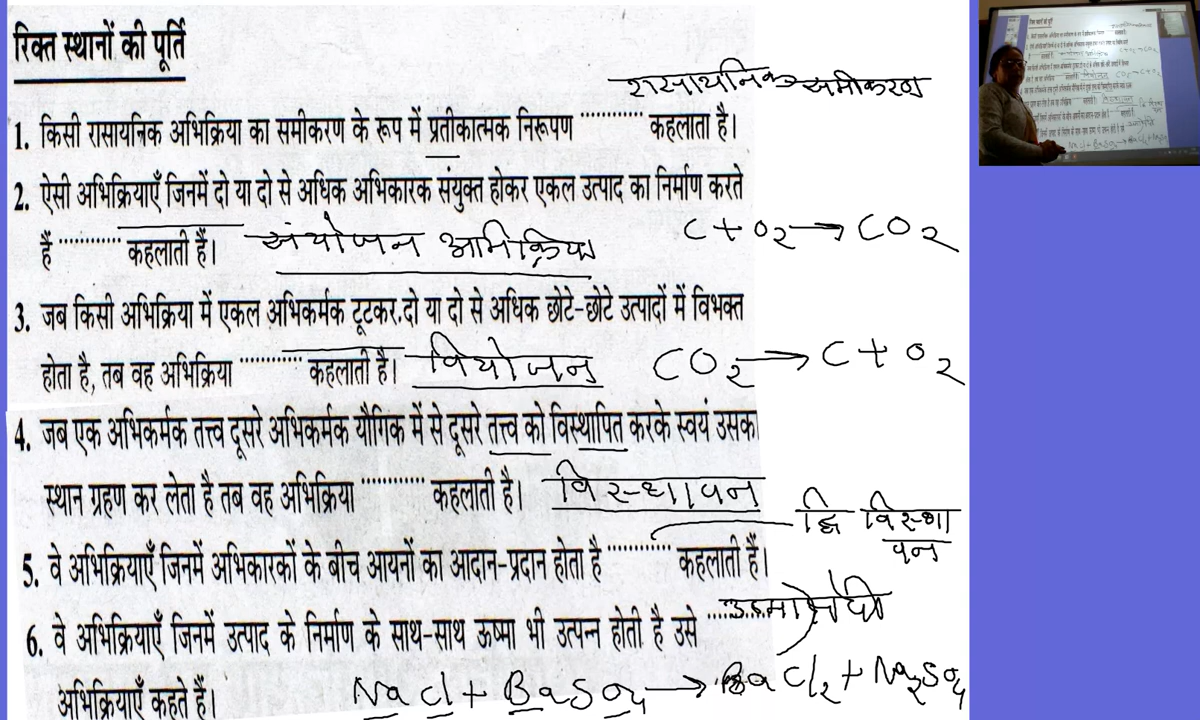 रिक्त स्थानों की पूर्ति
रासायनिक समीकरण
1. किसी रासायनिक अभिक्रिया का समीकरण के रूप में प्रतीकात्मक निरूपण ............ कहलाता है।
2. ऐसी अभिक्रियाएँ जिनमें दो या दो से अधिक अभिकारक संयुक्त होकर एकल उत्पाद का निर्माण करते
हैं ............ कहलाती हैं। संयोजन अभिक्रिया C + O2 → CO2
3. जब किसी अभिक्रिया में एकल अभिकर्मक टूटकर दो या दो से अधिक छोटे-छोटे उत्पादों में विभक्त
होता है, तब वह अभिक्रिया ............ कहलाती है। वियोजन CO2 → C + O2
4. जब एक अभिकर्मक तत्त्व दूसरे अभिकर्मक यौगिक में से दूसरे तत्त्व को विस्थापित करके स्वयं उसका
स्थान ग्रहण कर लेता है तब वह अभिक्रिया ............ कहलाती है। विस्थापन
द्वि विस्थापन
5. वे अभिक्रियाएँ जिनमें अभिकारकों के बीच आयनों का आदान-प्रदान होता है ............ कहलाती हैं।
6. वे अभिक्रियाएँ जिनमें उत्पाद के निर्माण के साथ-साथ ऊष्मा भी उत्पन्न होती है उसे ....
अभिक्रियाएँ कहते हैं। NaCl + BaSO4 → BaCl2 + Na2SO4